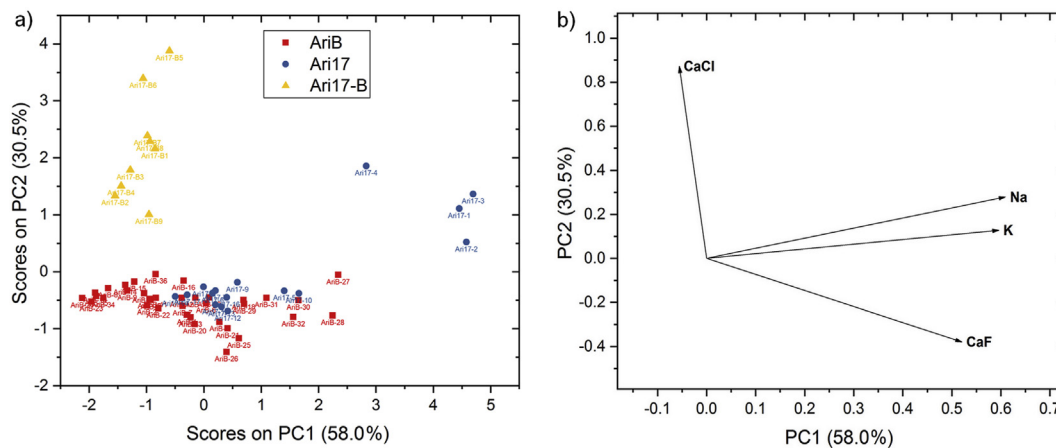 a)
AriB
Ari17
Ari17-B
Ari17-B5
Ari17-B6
Ari17-B1
Ari17-B3
Ari17-B4
Ari17-B2
Ari17-B9
Ari17-4
Ari17-3
Ari17-1
Ari17-2
AriB-36
AriB-16
Ari17-9
AriB-27
AriB-31
AriB-30
AriB-29
AriB-32
AriB-28
AriB-22
AriB-20
Ari17-12
AriB-25
AriB-26
4
3
2
1
0
-1
-2
-2
-1
0
1
2
3
4
5
Scores on PC2 (30.5%)
Scores on PC1 (58.0%)
b)
CaCl
Na
K
CaF
1.0
0.8
0.6
0.4
0.2
0.0
-0.2
-0.4
-0.1
0.0
0.1
0.2
0.3
0.4
0.5
0.6
0.7
PC2 (30.5%)
PC1 (58.0%)